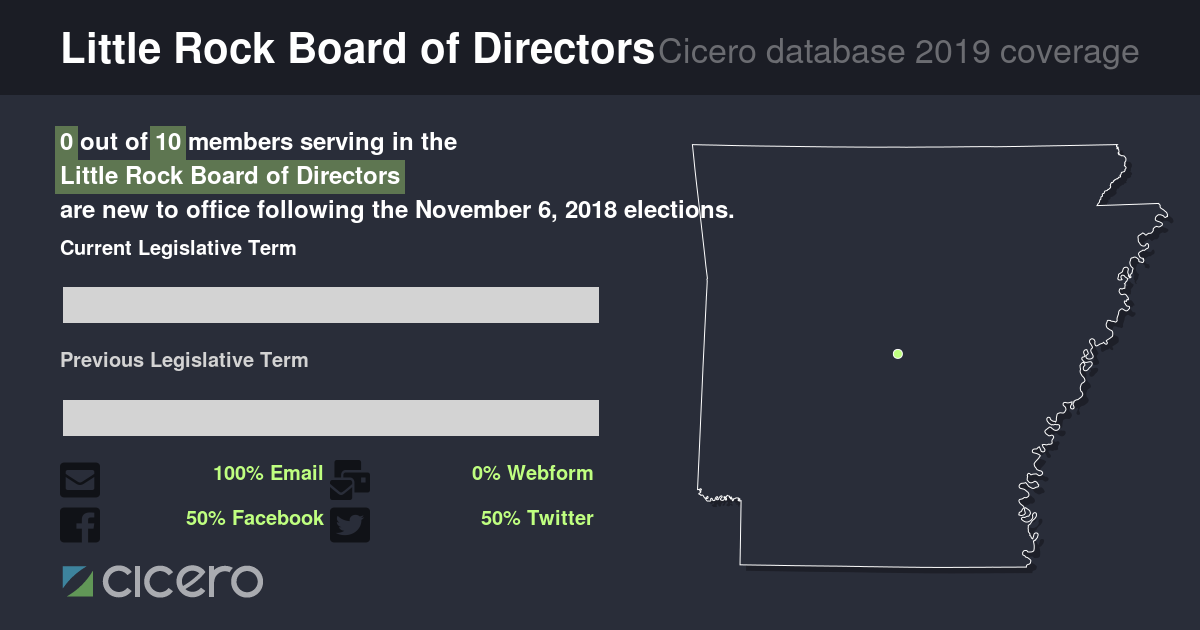 Little Rock Board of Directors Cicero database 2019 coverage
0 out of 10 members serving in the
Little Rock Board of Directors
are new to office following the November 6, 2018 elections.
Current Legislative Term
Previous Legislative Term
100% Email 0% Webform
50% Facebook 50% Twitter
cicero